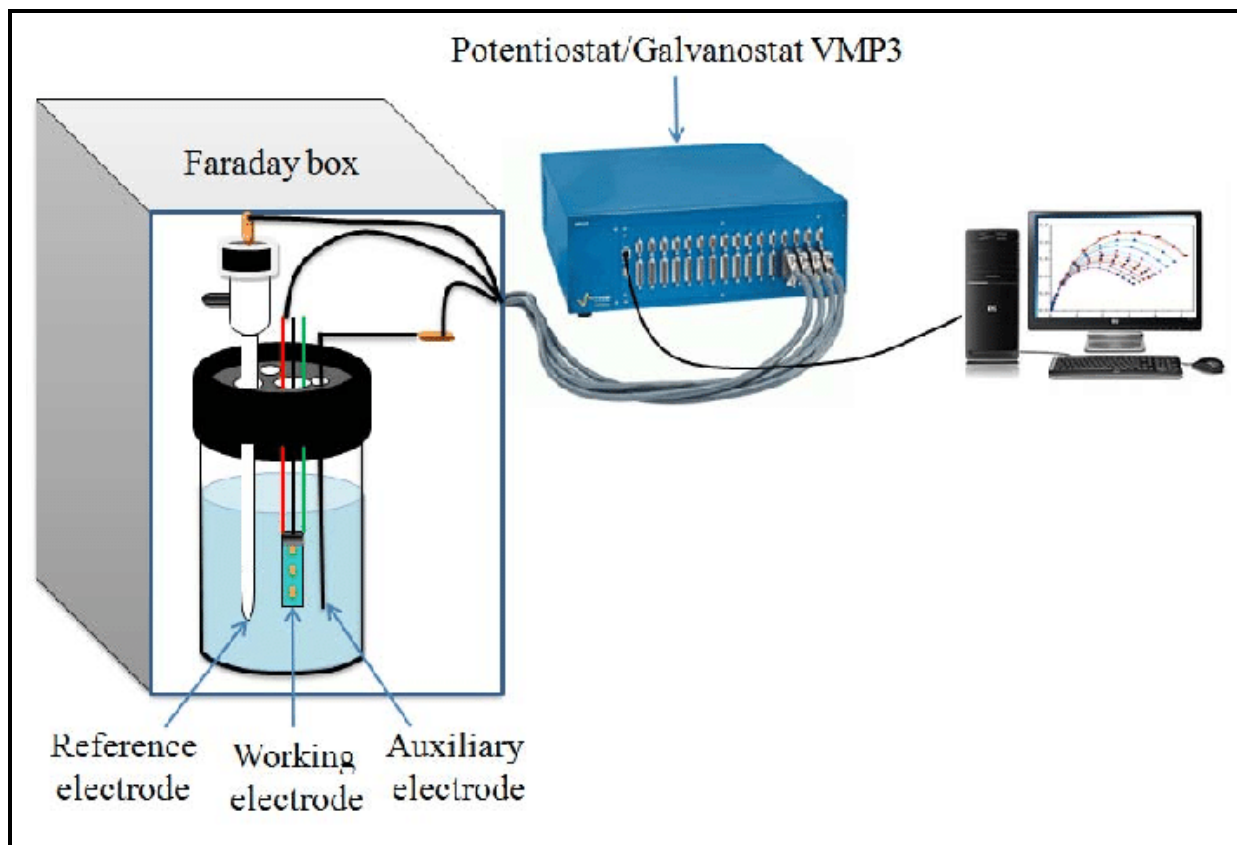 Potentiostat/Galvanostat VMP3
Faraday box
Reference
electrode
Working
electrode
Auxiliary
electrode